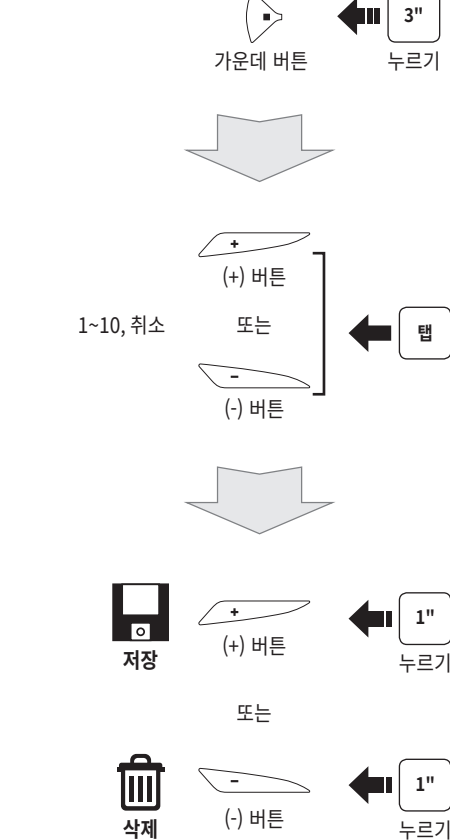 3"
가운데 버튼
누르기
+
(+) 버튼
1~10, 취소
또는
탭
-
(-) 버튼
+
1"
저장
(+) 버튼
누르기
또는
-
1"
삭제
(-) 버튼
누르기